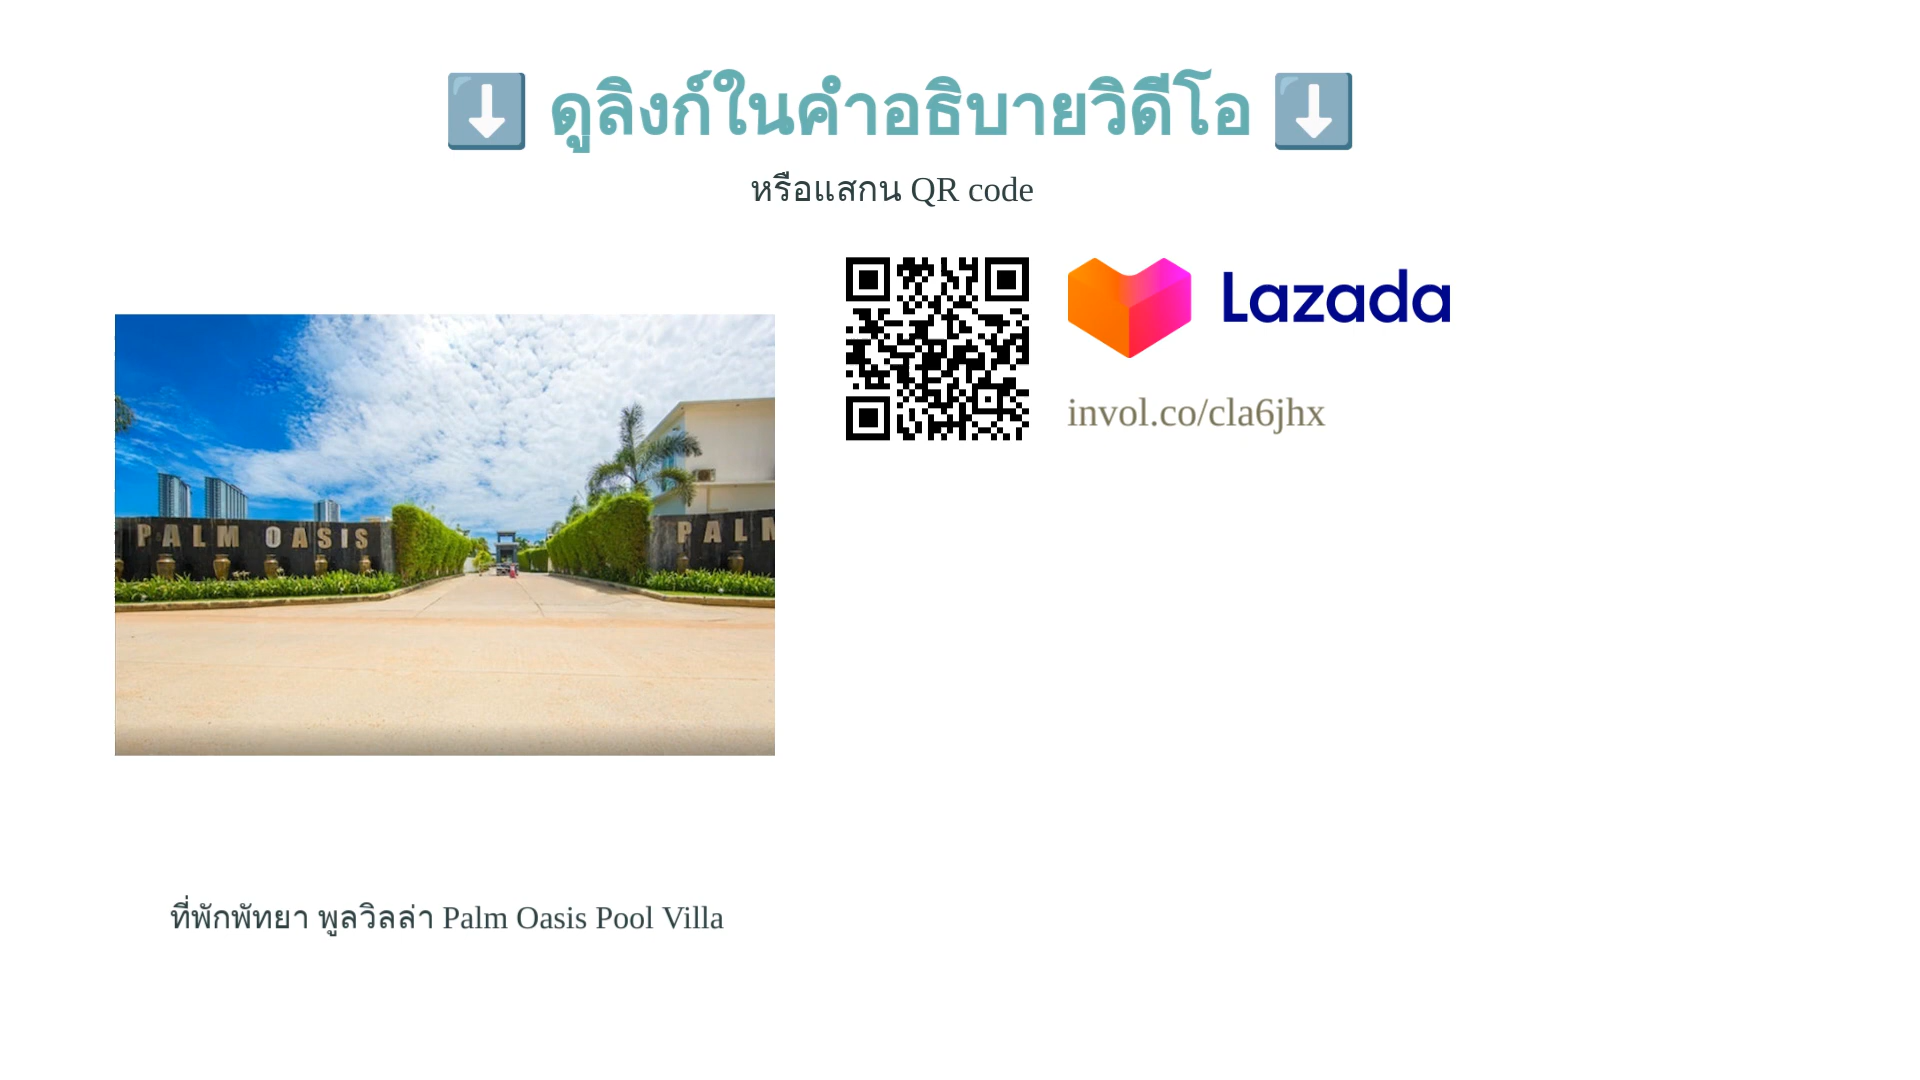 ⬇️ ดูลิงก์ในคำอธิบายวิดีโอ ⬇️
หรือแสกน QR code
Lazada
invol.co/cla6jhx
PALM OASIS
PALM
ที่พักพัทยา พูลวิลล่า Palm Oasis Pool Villa